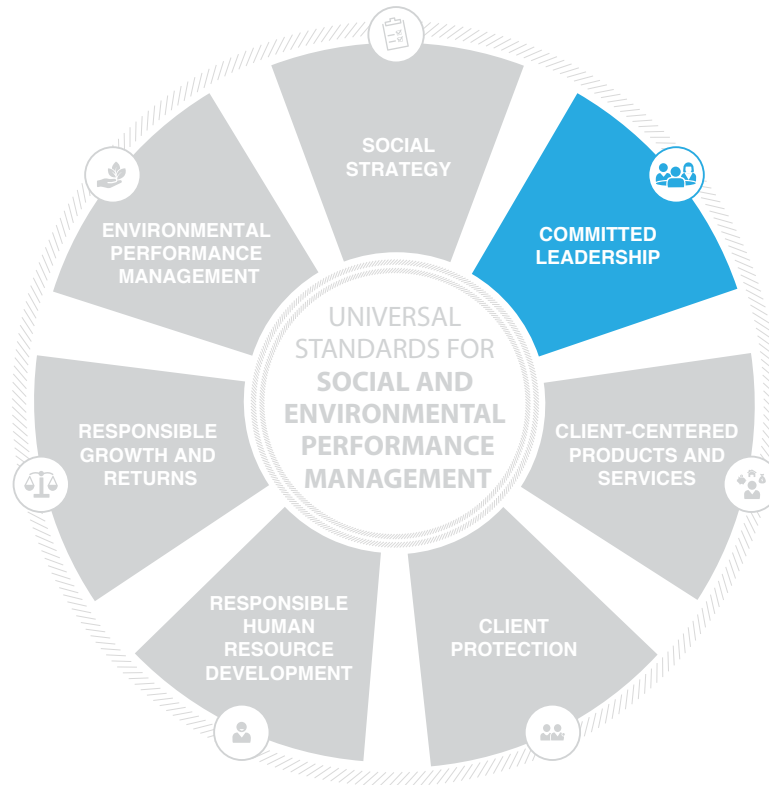 SOCIAL
STRATEGY
COMMITTED
LEADERSHIP
CLIENT-CENTERED
PRODUCTS AND
SERVICES
CLIENT
PROTECTION
RESPONSIBLE
HUMAN
RESOURCE
DEVELOPMENT
RESPONSIBLE
GROWTH AND
RETURNS
ENVIRONMENTAL
PERFORMANCE
MANAGEMENT
UNIVERSAL
STANDARDS FOR
SOCIAL AND
ENVIRONMENTAL
PERFORMANCE
MANAGEMENT